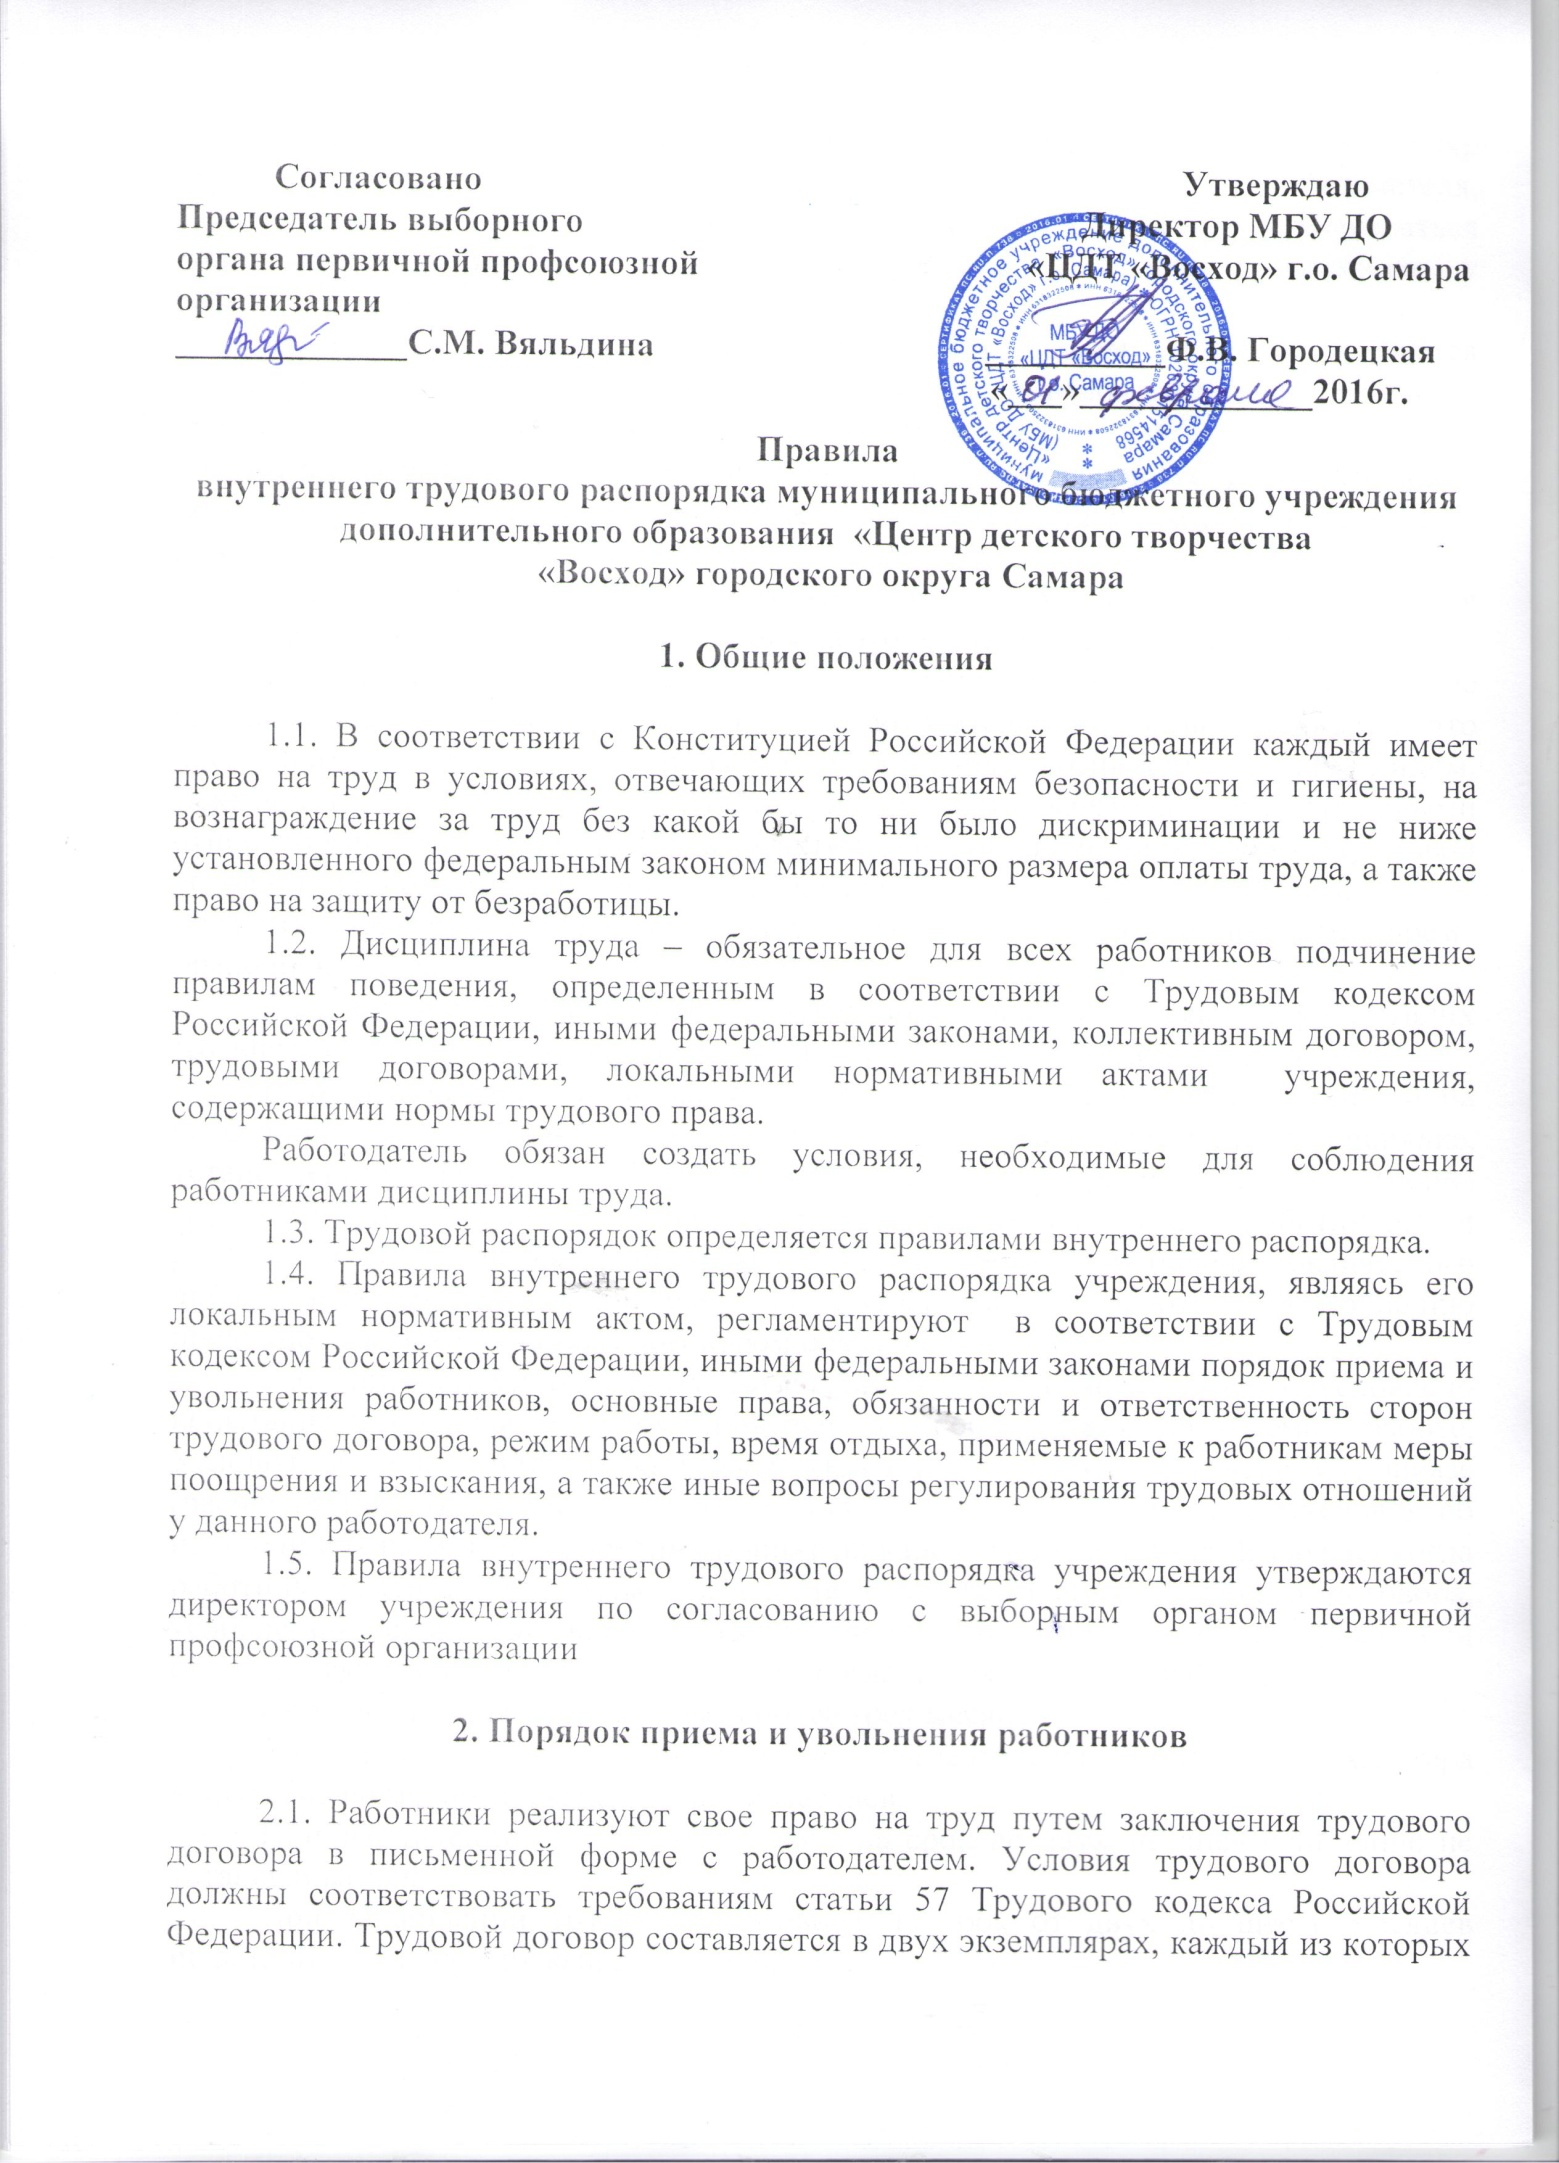 Согласовано
Председатель выборного
органа первичной профсоюзной
организации
С.М. Вяльдина
Утверждаю
Директор МБУ ДО
«ЦДТ «Восход» г.о. Самара
Ф.В. Городецкая
«01» февраля 2016г.
МБУ ДО
«ЦДТ «Восход»
г.о. Самара
Правила
внутреннего трудового распорядка муниципального бюджетного учреждения
дополнительного образования «Центр детского творчества
«Восход» городского округа Самара
1. Общие положения
1.1. В соответствии с Конституцией Российской Федерации каждый имеет
право на труд в условиях, отвечающих требованиям безопасности и гигиены, на
вознаграждение за труд без какой бы то ни было дискриминации и не ниже
установленного федеральным законом минимального размера оплаты труда, а также
право на защиту от безработицы.
1.2. Дисциплина труда – обязательное для всех работников подчинение
правилам поведения, определенным в соответствии с Трудовым кодексом
Российской Федерации, иными федеральными законами, коллективным договором,
трудовыми договорами, локальными нормативными актами учреждения,
содержащими нормы трудового права.
Работодатель обязан создать условия, необходимые для соблюдения
работниками дисциплины труда.
1.3. Трудовой распорядок определяется правилами внутреннего распорядка.
1.4. Правила внутреннего трудового распорядка учреждения, являясь его
локальным нормативным актом, регламентируют в соответствии с Трудовым
кодексом Российской Федерации, иными федеральными законами порядок приема и
увольнения работников, основные права, обязанности и ответственность сторон
трудового договора, режим работы, время отдыха, применяемые к работникам меры
поощрения и взыскания, а также иные вопросы регулирования трудовых отношений
у данного работодателя.
1.5. Правила внутреннего трудового распорядка учреждения утверждаются
директором учреждения по согласованию с выборным органом первичной
профсоюзной организации
2. Порядок приема и увольнения работников
2.1. Работники реализуют свое право на труд путем заключения трудового
договора в письменной форме с работодателем. Условия трудового договора
должны соответствовать требованиям статьи 57 Трудового кодекса Российской
Федерации. Трудовой договор составляется в двух экземплярах, каждый из которых